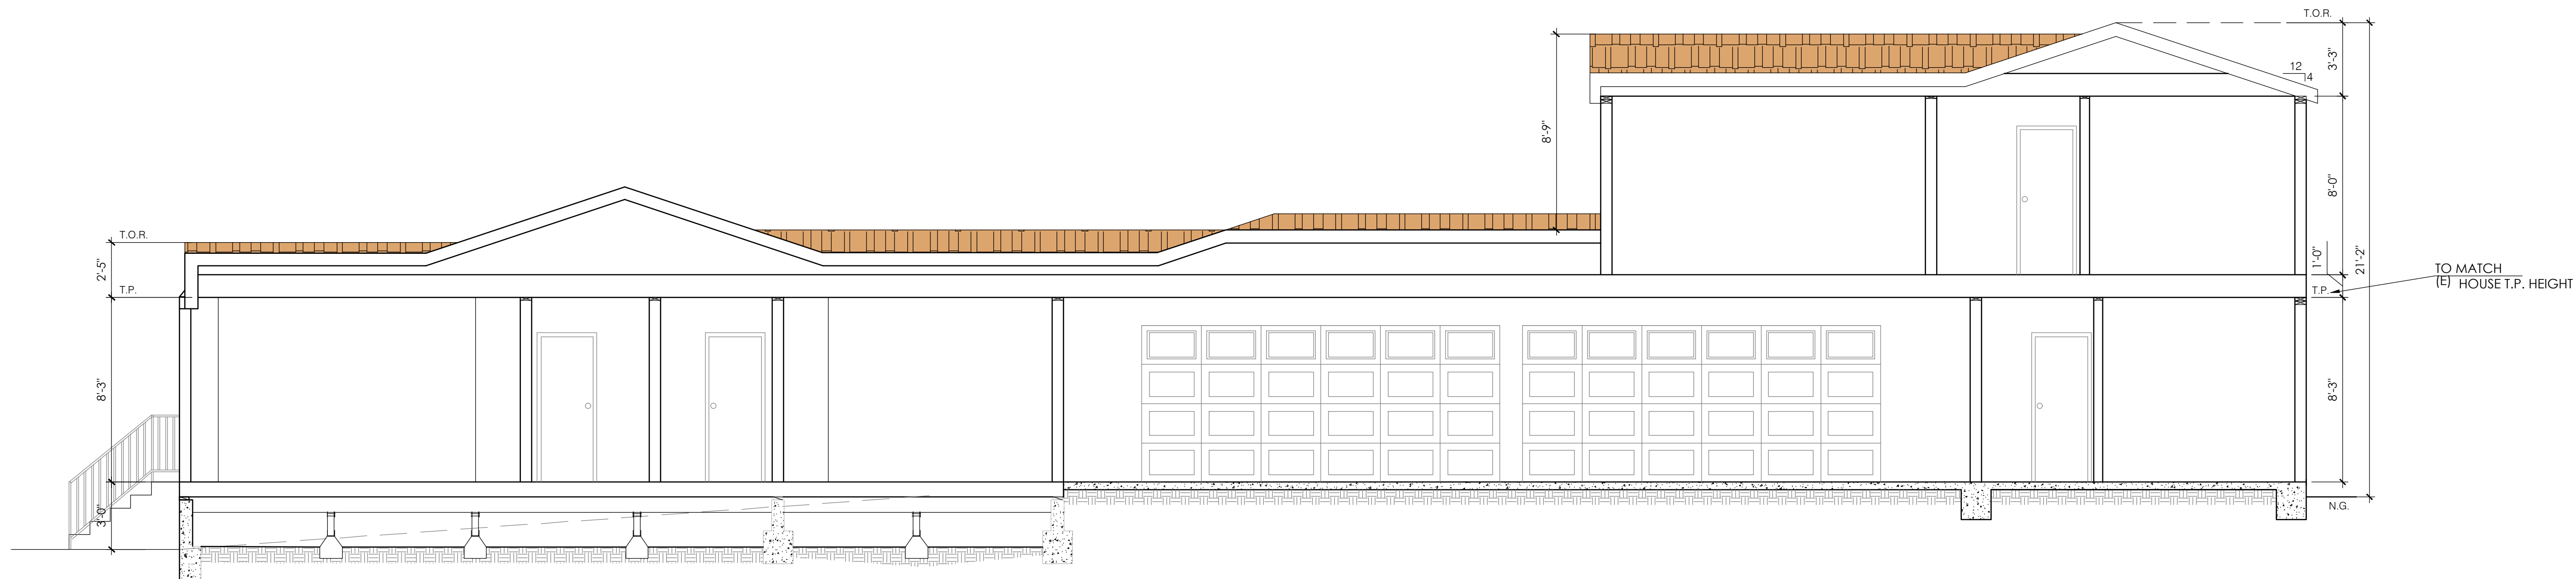 T.O.R.
12
4
3'-3"
8'-9"
8'-0"
T.O.R.
2'-5"
T.P.
1'-0"
21'-2"
T.P.
TO MATCH
(E) HOUSE T.P. HEIGHT
8'-3"
8'-3"
3'-0"
N.G.